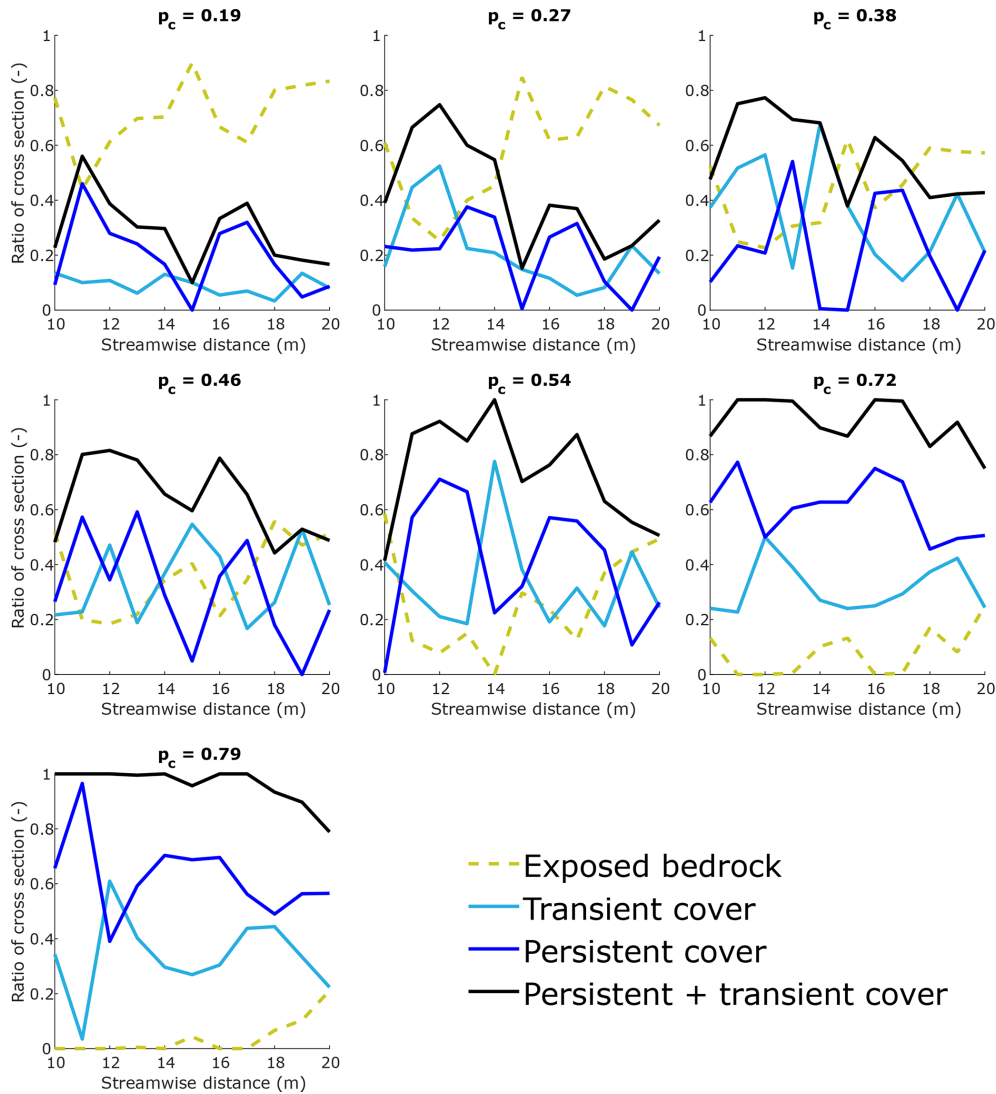 p_c = 0.19
p_c = 0.27
p_c = 0.38
Ratio of cross section (-)
1
0.8
0.6
0.4
0.2
0
10 12 14 16 18 20
Streamwise distance (m)
1
0.8
0.6
0.4
0.2
0
10 12 14 16 18 20
Streamwise distance (m)
1
0.8
0.6
0.4
0.2
0
10 12 14 16 18 20
Streamwise distance (m)
p_c = 0.46
p_c = 0.54
p_c = 0.72
Ratio of cross section (-)
1
0.8
0.6
0.4
0.2
0
10 12 14 16 18 20
Streamwise distance (m)
1
0.8
0.6
0.4
0.2
0
10 12 14 16 18 20
Streamwise distance (m)
1
0.8
0.6
0.4
0.2
0
10 12 14 16 18 20
Streamwise distance (m)
p_c = 0.79
Ratio of cross section (-)
1
0.8
0.6
0.4
0.2
0
10 12 14 16 18 20
Streamwise distance (m)
Exposed bedrock
Transient cover
Persistent cover
Persistent + transient cover